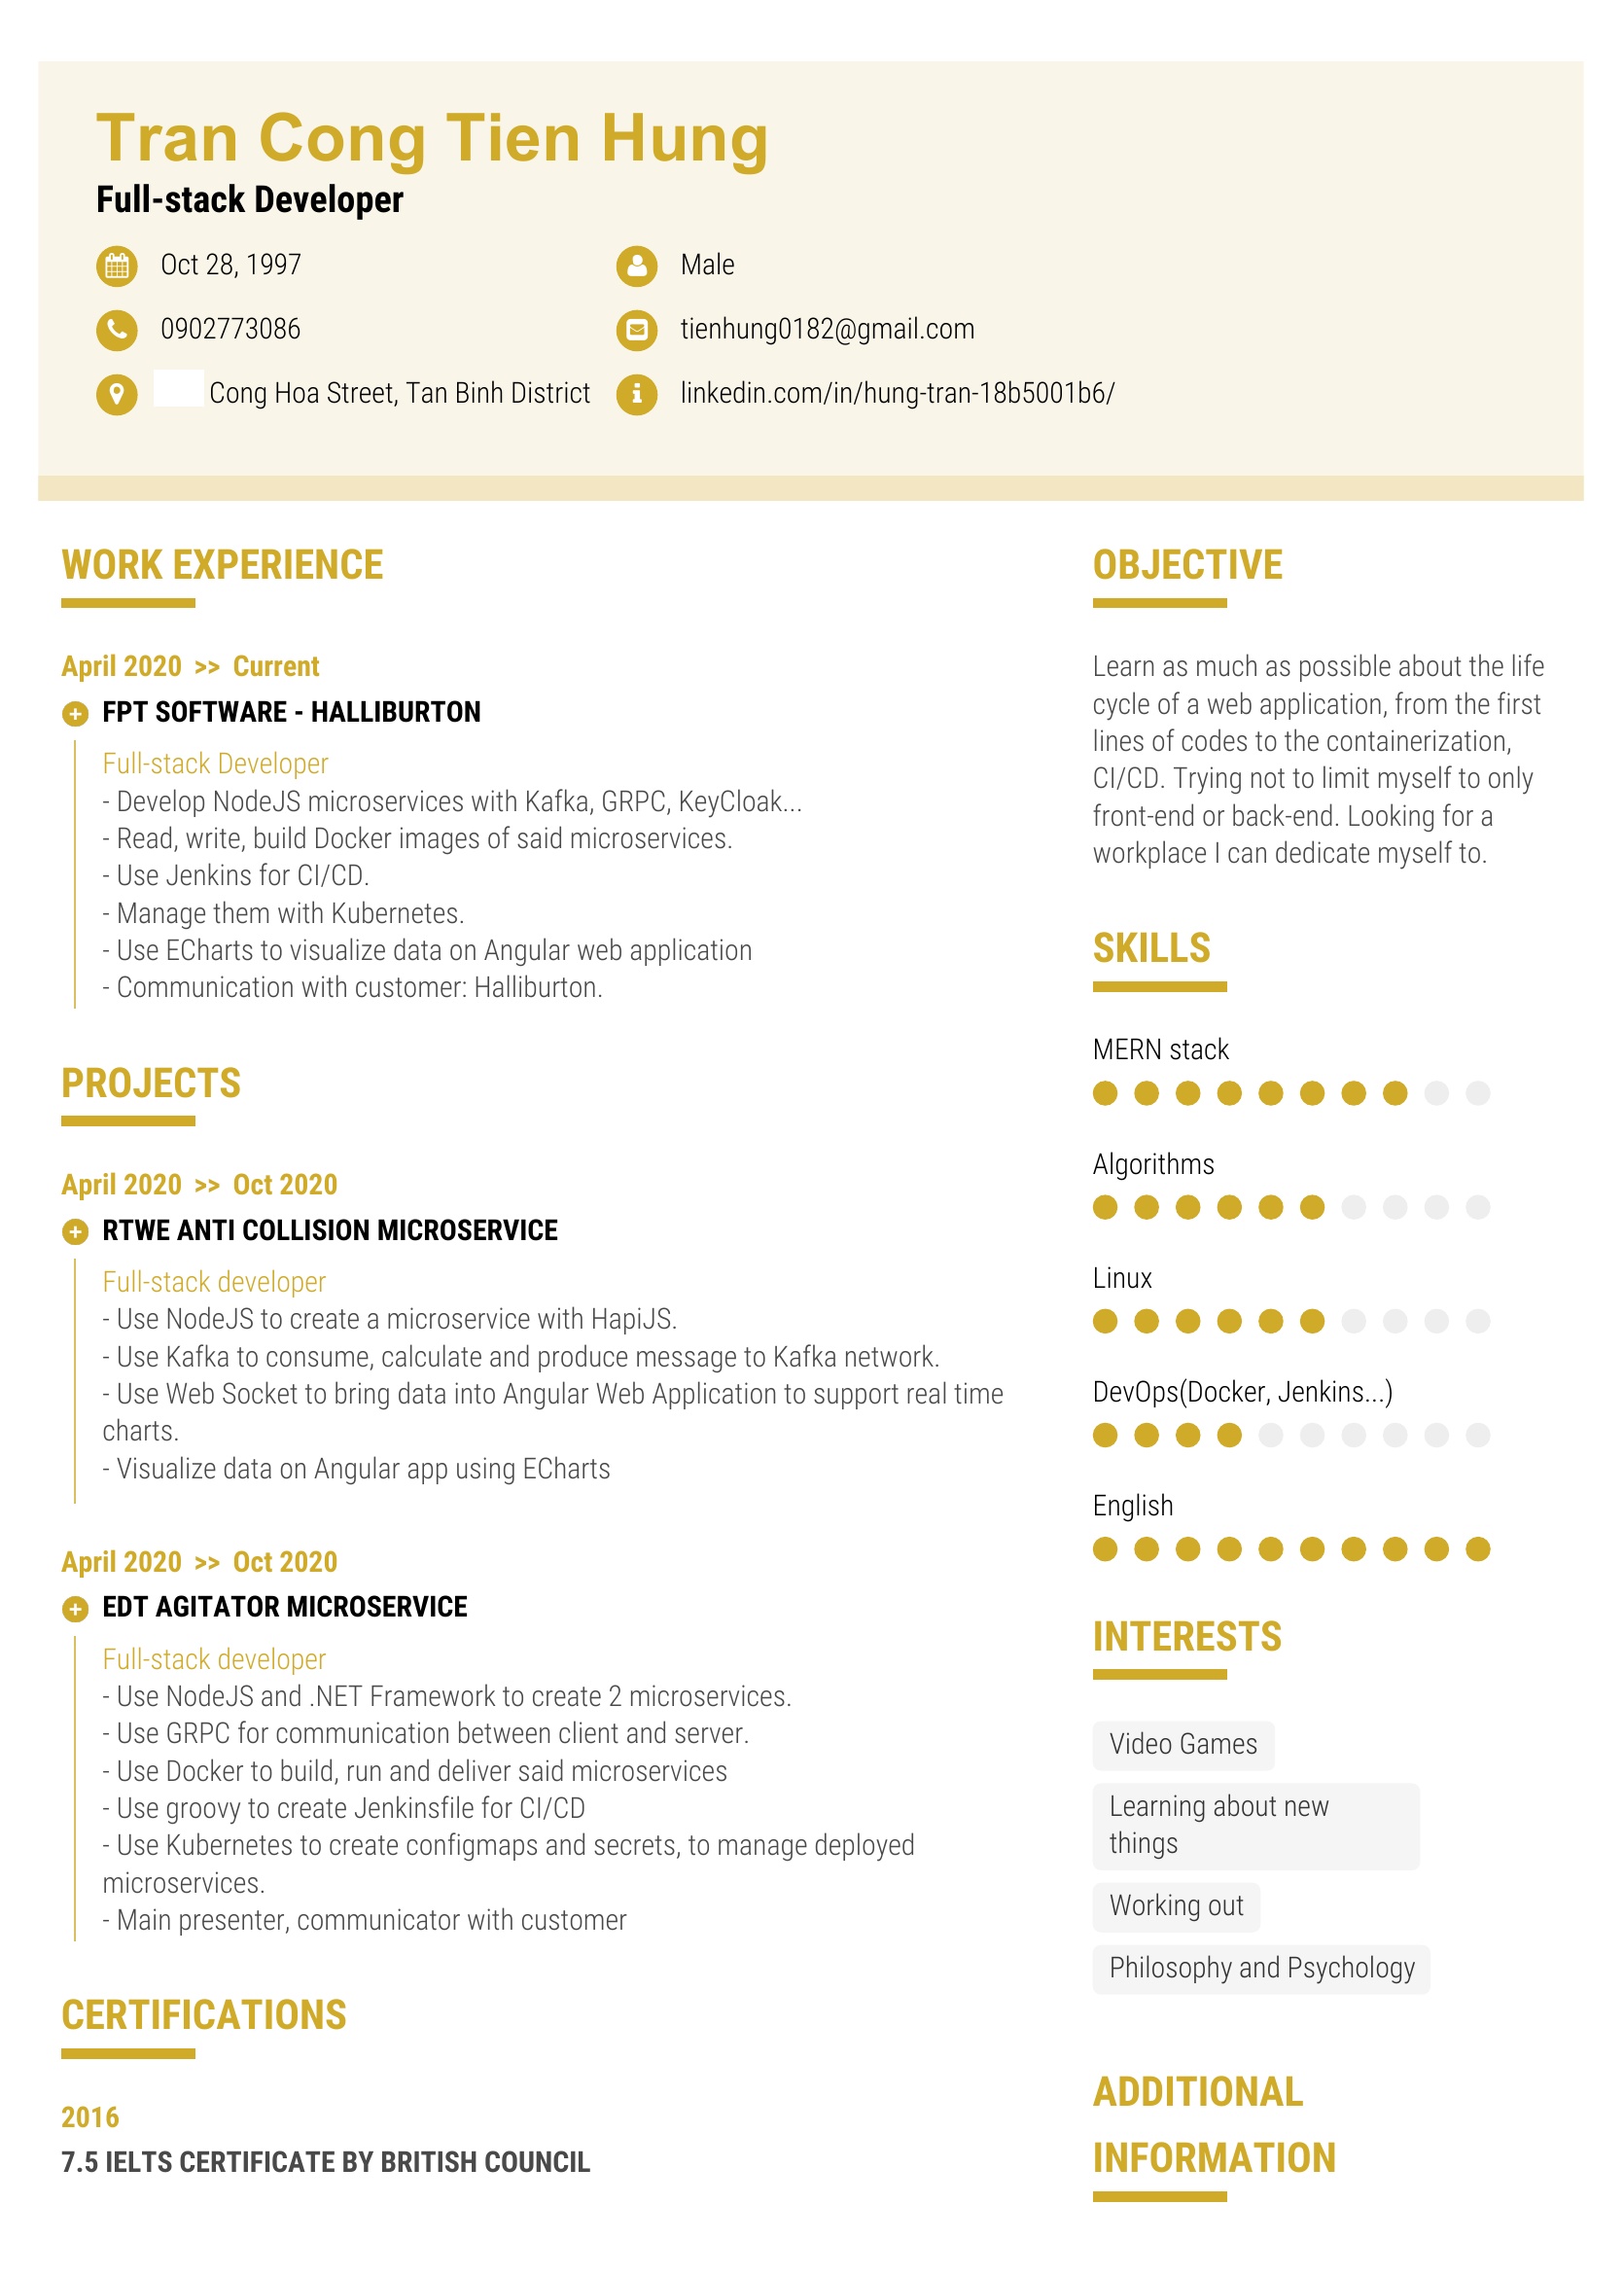 Tran Cong Tien Hung
Full-stack Developer
Oct 28, 1997
Male
0902773086
tienhung0182@gmail.com
Cong Hoa Street, Tan Binh District
linkedin.com/in/hung-tran-18b5001b6/
WORK EXPERIENCE
April 2020 >> Current
FPT SOFTWARE - HALLIBURTON
Full-stack Developer
- Develop NodeJS microservices with Kafka, GRPC, KeyCloak...
- Read, write, build Docker images of said microservices.
- Use Jenkins for CI/CD.
- Manage them with Kubernetes.
- Use ECharts to visualize data on Angular web application
- Communication with customer: Halliburton.
PROJECTS
April 2020 >> Oct 2020
RTWE ANTI COLLISION MICROSERVICE
Full-stack developer
- Use NodeJS to create a microservice with HapiJS.
- Use Kafka to consume, calculate and produce message to Kafka network.
- Use Web Socket to bring data into Angular Web Application to support real time
charts.
- Visualize data on Angular app using ECharts
April 2020 >> Oct 2020
EDT AGITATOR MICROSERVICE
Full-stack developer
- Use NodeJS and .NET Framework to create 2 microservices.
- Use GRPC for communication between client and server.
- Use Docker to build, run and deliver said microservices
- Use groovy to create Jenkinsfile for CI/CD
- Use Kubernetes to create configmaps and secrets, to manage deployed
microservices.
- Main presenter, communicator with customer
CERTIFICATIONS
2016
7.5 IELTS CERTIFICATE BY BRITISH COUNCIL
OBJECTIVE
Learn as much as possible about the life
cycle of a web application, from the first
lines of codes to the containerization,
CI/CD. Trying not to limit myself to only
front-end or back-end. Looking for a
workplace I can dedicate myself to.
SKILLS
MERN stack
Algorithms
Linux
DevOps(Docker, Jenkins...)
English
INTERESTS
Video Games
Learning about new
things
Working out
Philosophy and Psychology
ADDITIONAL
INFORMATION